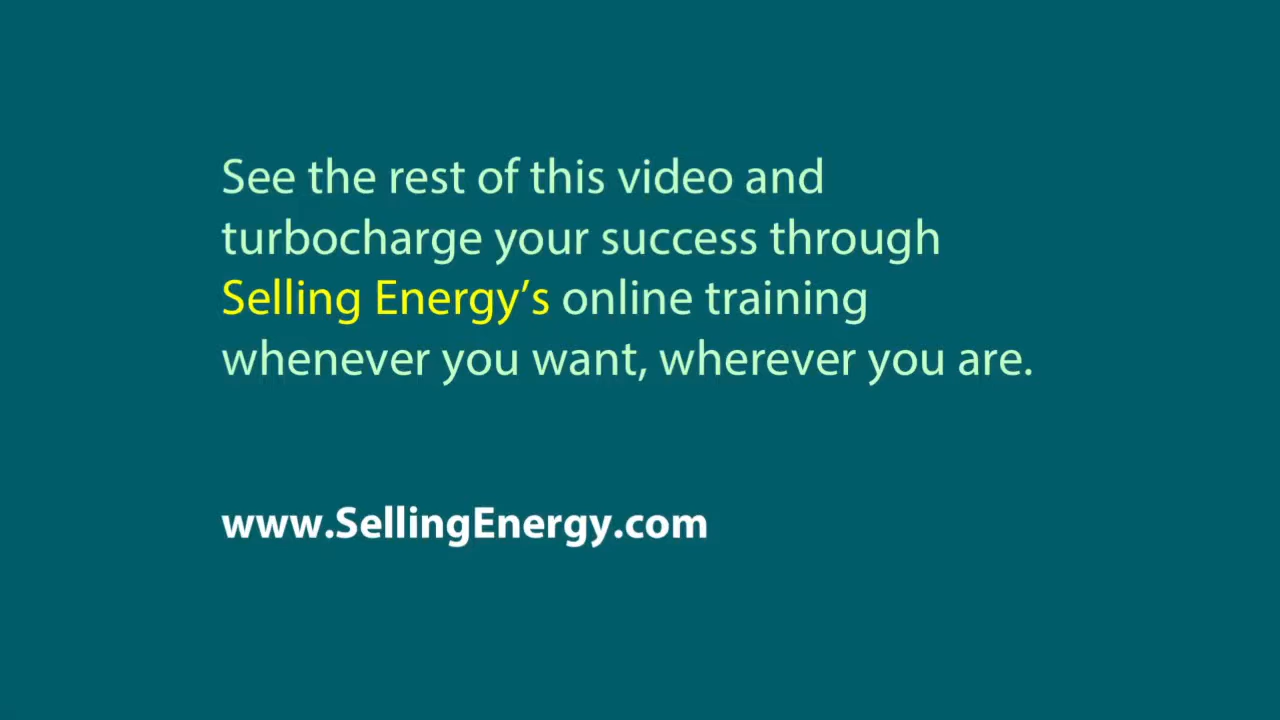 See the rest of this video and
turbocharge your success through
Selling Energy’s online training
whenever you want, wherever you are.
www.SellingEnergy.com